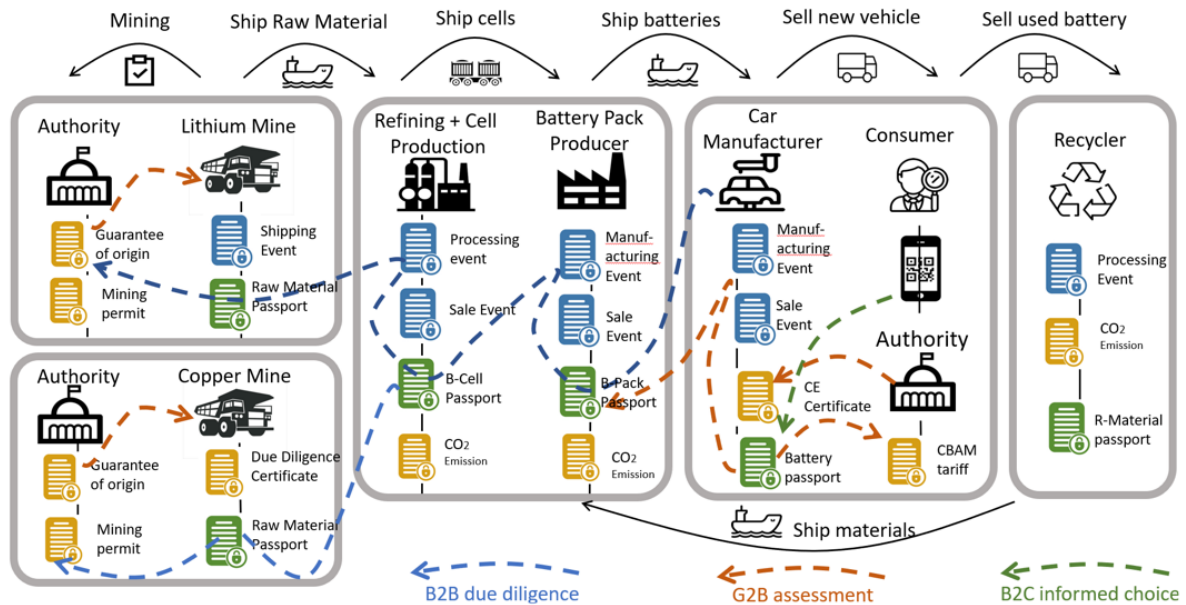 Mining
Ship Raw Material
Ship cells
Ship batteries
Sell new vehicle
Sell used battery
Authority
Lithium Mine
Guarantee
of origin
Mining
permit
Shipping
Event
Raw Material
Passport
Authority
Copper Mine
Guarantee
of origin
Mining
permit
Due Diligence
Certificate
Raw Material
Passport
Refining + Cell
Production
Processing
event
Sale Event
B-Cell
Passport
CO2
Emission
Battery Pack
Producer
Manuf-
acturing
Event
Sale
Event
B-Pack
Passport
CO2
Emission
Car
Manufacturer
Manuf-
acturing
Event
Sale
Event
CE
Certificate
Battery
passport
Consumer
Authority
CBAM
tariff
Recycler
Processing
Event
CO2
Emission
R-Material
passport
Ship materials
B2B due diligence
G2B assessment
B2C informed choice